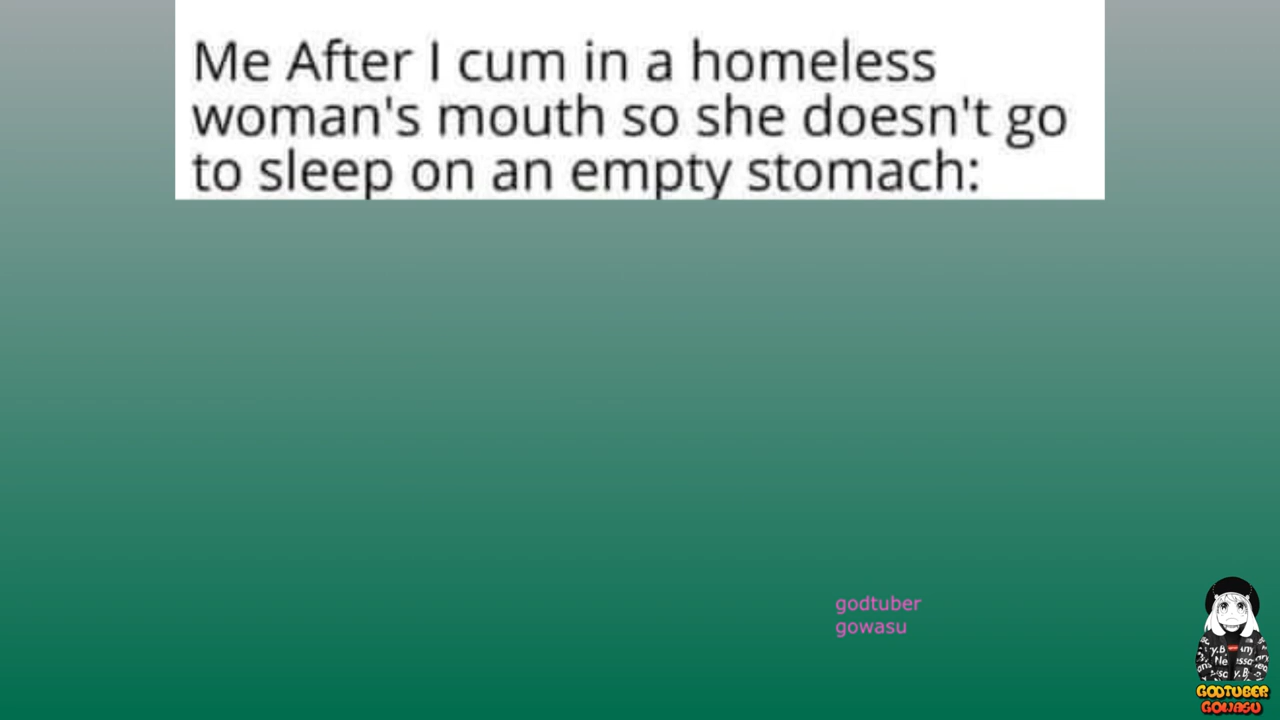 Me After I cum in a homeless
woman's mouth so she doesn't go
to sleep on an empty stomach:
godtuber
gowasu
GODTUBER
GOWASU